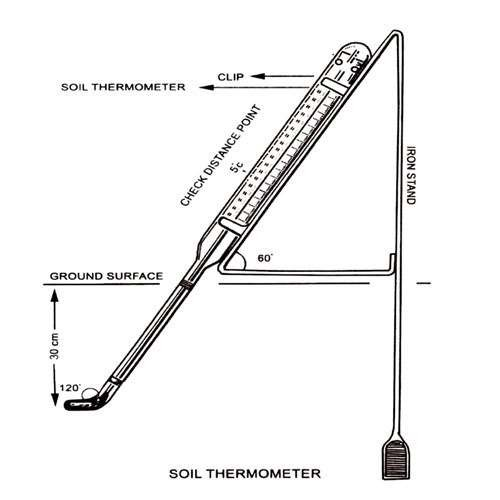 CLIP
SOIL THERMOMETER
CHECK DISTANCE POINT
5°c
IRON STAND
60°
GROUND SURFACE
30 cm
120°
SOIL THERMOMETER